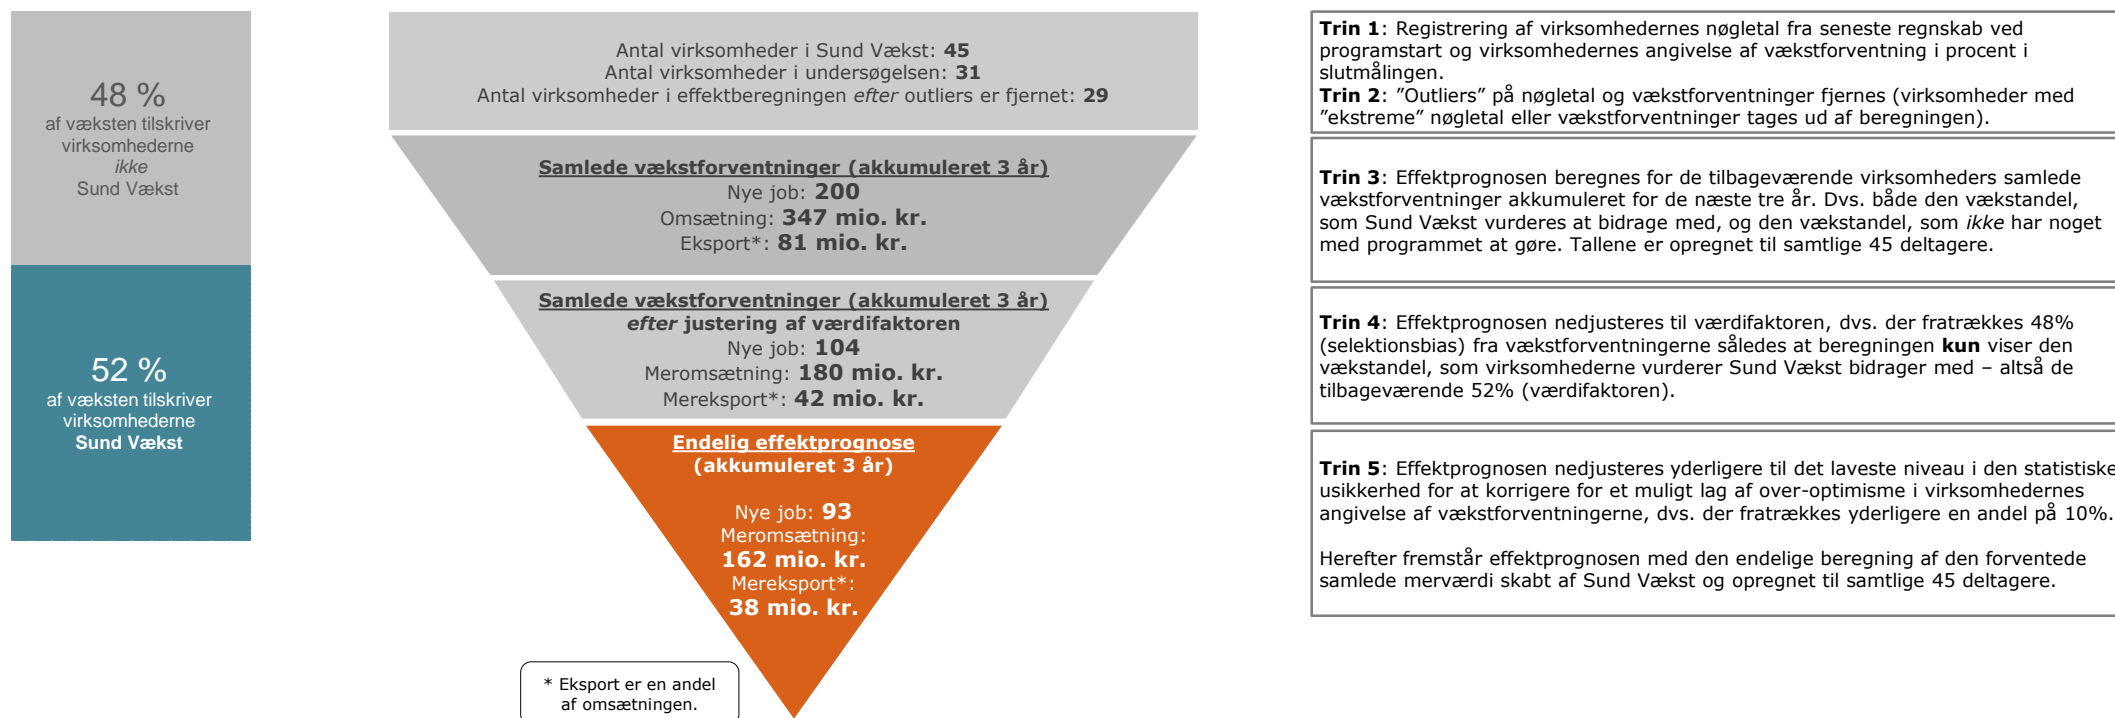 48 %
af væksten tilskriver
virksomhederne
ikke
Sund Vækst
52 %
af væksten tilskriver
virksomhederne
Sund Vækst
Antal virksomheder i Sund Vækst: 45
Antal virksomheder i undersøgelsen: 31
Antal virksomheder i effektberegningen efter outliers er fjernet: 29
Samlede vækstforventninger (akkumuleret 3 år)
Nye job: 200
Omsætning: 347 mio. kr.
Eksport*: 81 mio. kr.
Samlede vækstforventninger (akkumuleret 3 år)
efter justering af værdifaktoren
Nye job: 104
Meromsætning: 180 mio. kr.
Mereksport*: 42 mio. kr.
Endelig effektprognose
(akkumuleret 3 år)
Nye job: 93
Meromsætning:
162 mio. kr.
Mereksport*:
38 mio. kr.
* Eksport er en andel
af omsætningen.
Trin 1: Registrering af virksomhedernes nøgletal fra seneste regnskab ved
programstart og virksomhedernes angivelse af vækstforventning i procent i
slutmålingen.
Trin 2: ”Outliers” på nøgletal og vækstforventninger fjernes (virksomheder med
”ekstreme” nøgletal eller vækstforventninger tages ud af beregningen).
Trin 3: Effektprognosen beregnes for de tilbageværende virksomheders samlede
vækstforventninger akkumuleret for de næste tre år. Dvs. både den vækstandel,
som Sund Vækst vurderes at bidrage med, og den vækstandel, som ikke har noget
med programmet at gøre. Tallene er opregnet til samtlige 45 deltagere.
Trin 4: Effektprognosen nedjusteres til værdifaktoren, dvs. der fratrækkes 48%
(selektionsbias) fra vækstforventningerne således at beregningen kun viser den
vækstandel, som virksomhederne vurderer Sund Vækst bidrager med – altså de
tilbageværende 52% (værdifaktoren).
Trin 5: Effektprognosen nedjusteres yderligere til det laveste niveau i den statistiske
usikkerhed for at korrigere for et muligt lag af over-optimisme i virksomhedernes
angivelse af vækstforventningerne, dvs. der fratrækkes yderligere en andel på 10%.
Herefter fremstår effektprognosen med den endelige beregning af den forventede
samlede merværdi skabt af Sund Vækst og opregnet til samtlige 45 deltagere.